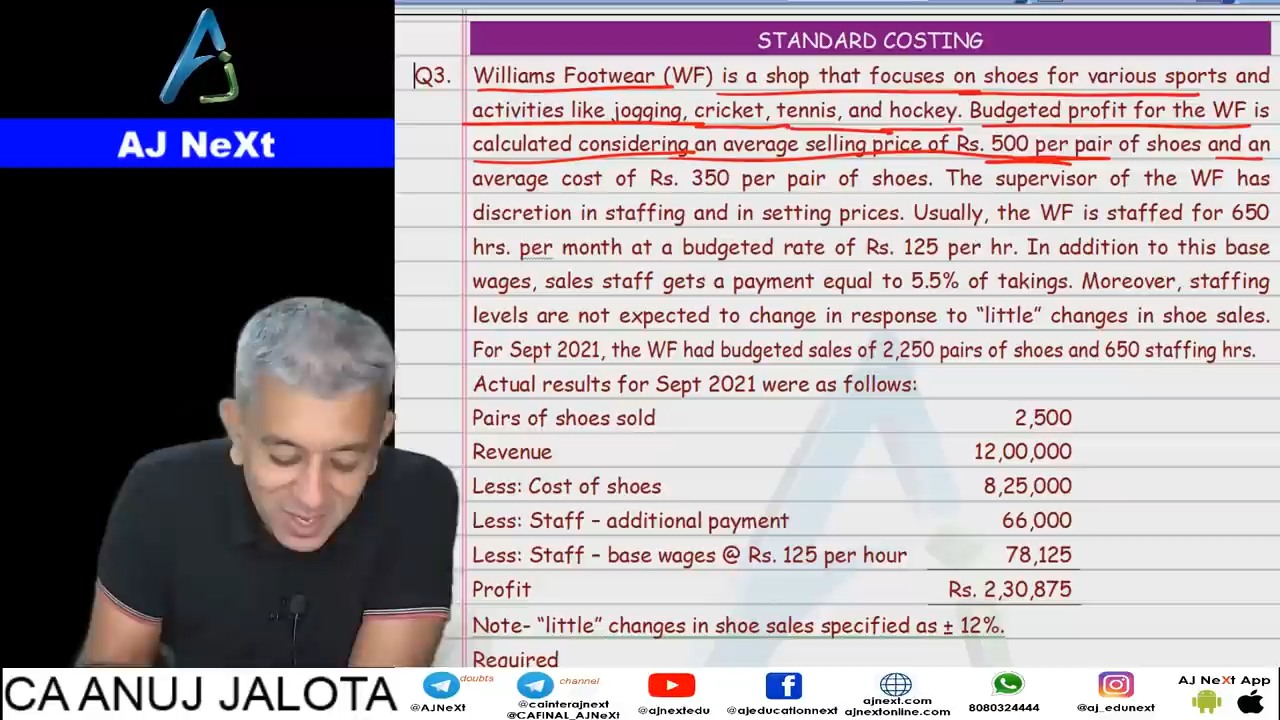 STANDARD COSTING
Q3. Williams Footwear (WF) is a shop that focuses on shoes for various sports and
activities like jogging, cricket, tennis, and hockey. Budgeted profit for the WF is
calculated considering an average selling price of Rs. 500 per pair of shoes and an
average cost of Rs. 350 per pair of shoes. The supervisor of the WF has
discretion in staffing and in setting prices. Usually, the WF is staffed for 650
hrs. per month at a budgeted rate of Rs. 125 per hr. In addition to this base
wages, sales staff gets a payment equal to 5.5% of takings. Moreover, staffing
levels are not expected to change in response to “little” changes in shoe sales.
For Sept 2021, the WF had budgeted sales of 2,250 pairs of shoes and 650 staffing hrs.
Actual results for Sept 2021 were as follows:
Pairs of shoes sold 2,500
Revenue 12,00,000
Less: Cost of shoes 8,25,000
Less: Staff – additional payment 66,000
Less: Staff – base wages @ Rs. 125 per hour 78,125
Profit Rs. 2,30,875
Note- “little” changes in shoe sales specified as ± 12%.
Required
AJ NeXt
CA ANUJ JALOTA
doubts
@AJNeXt
channel
@cainterajnext
@CAFINAL_AJNeXt
@ajnextedu
@ajeducationnext
ajnext.com
ajnextonline.com
8080324444
@aj_edunext
AJ NeXt App